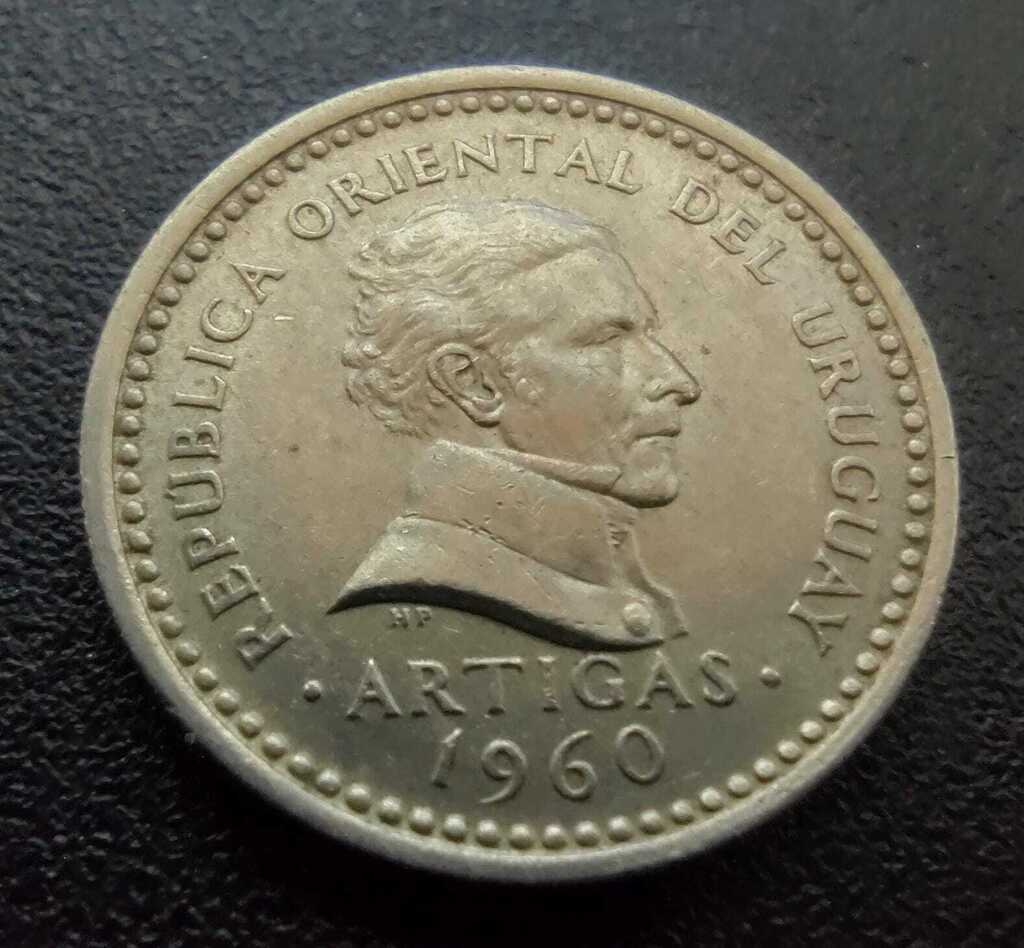 REPÚBLICA ORIENTAL DEL URUGUAY
HP
· ARTIGAS ·
1960